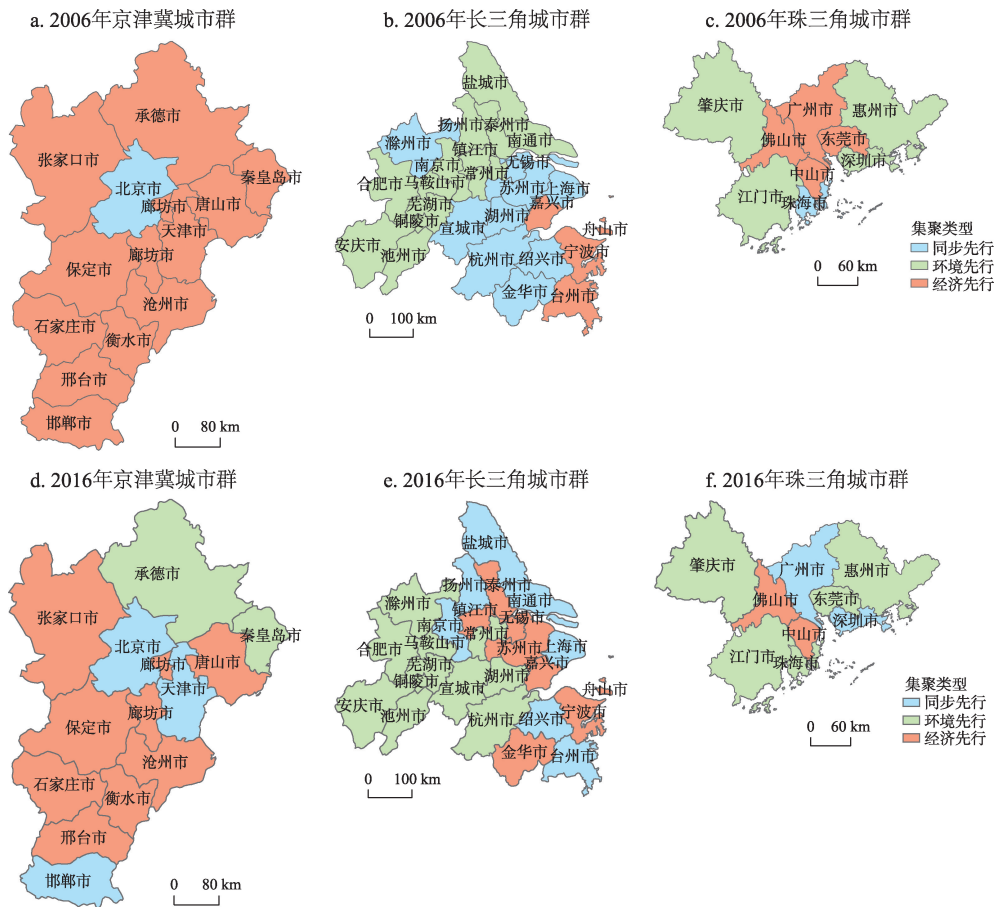 a. 2006年京津冀城市群
承德市
张家口市
北京市
秦皇岛市
廊坊市
唐山市
天津市
廊坊市
保定市
沧州市
石家庄市
衡水市
邢台市
邯郸市
0 80 km
b. 2006年长三角城市群
盐城市
扬州市
泰州市
滁州市
南通市
镇江市
南京市
无锡市
常州市
合肥市
马鞍山市
苏州市
上海市
芜湖市
嘉兴市
铜陵市
湖州市
宣城市
舟山市
安庆市
池州市
杭州市
绍兴市
宁波市
金华市
台州市
0 100 km
c. 2006年珠三角城市群
肇庆市
广州市
惠州市
佛山市
东莞市
深圳市
中山市
江门市
珠海市
集聚类型
同步先行
环境先行
经济先行
0 60 km
d. 2016年京津冀城市群
承德市
张家口市
北京市
秦皇岛市
廊坊市
唐山市
天津市
廊坊市
保定市
沧州市
石家庄市
衡水市
邢台市
邯郸市
0 80 km
e. 2016年长三角城市群
盐城市
扬州市
泰州市
滁州市
南通市
镇江市
南京市
无锡市
常州市
合肥市
马鞍山市
苏州市
上海市
芜湖市
嘉兴市
铜陵市
湖州市
宣城市
舟山市
安庆市
池州市
杭州市
绍兴市
宁波市
金华市
台州市
0 100 km
f. 2016年珠三角城市群
肇庆市
广州市
惠州市
佛山市
东莞市
深圳市
中山市
江门市
珠海市
集聚类型
同步先行
环境先行
经济先行
0 60 km